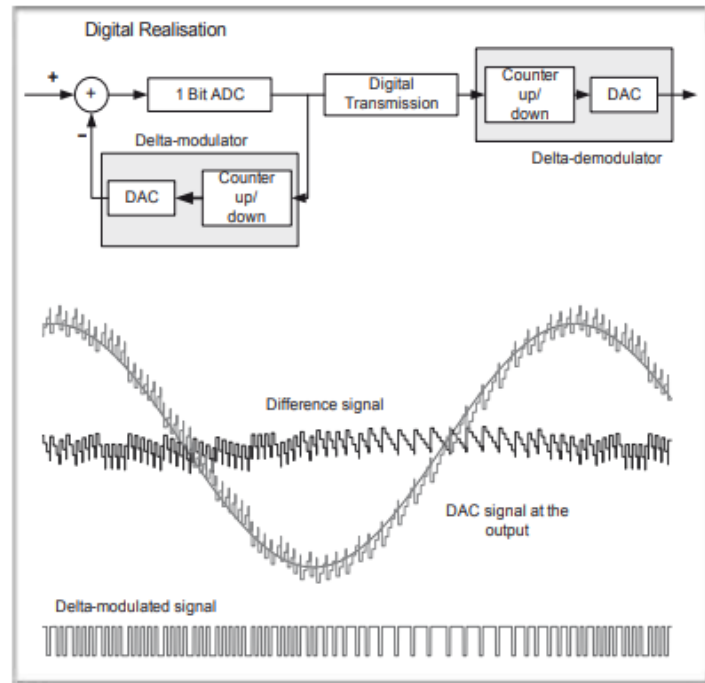 Digital Realisation
+
+
1 Bit ADC
Digital
Transmission
Counter
up/
down
DAC
−
Delta-modulator
Delta-demodulator
DAC
Counter
up/
down
Difference signal
DAC signal at the
output
Delta-modulated signal